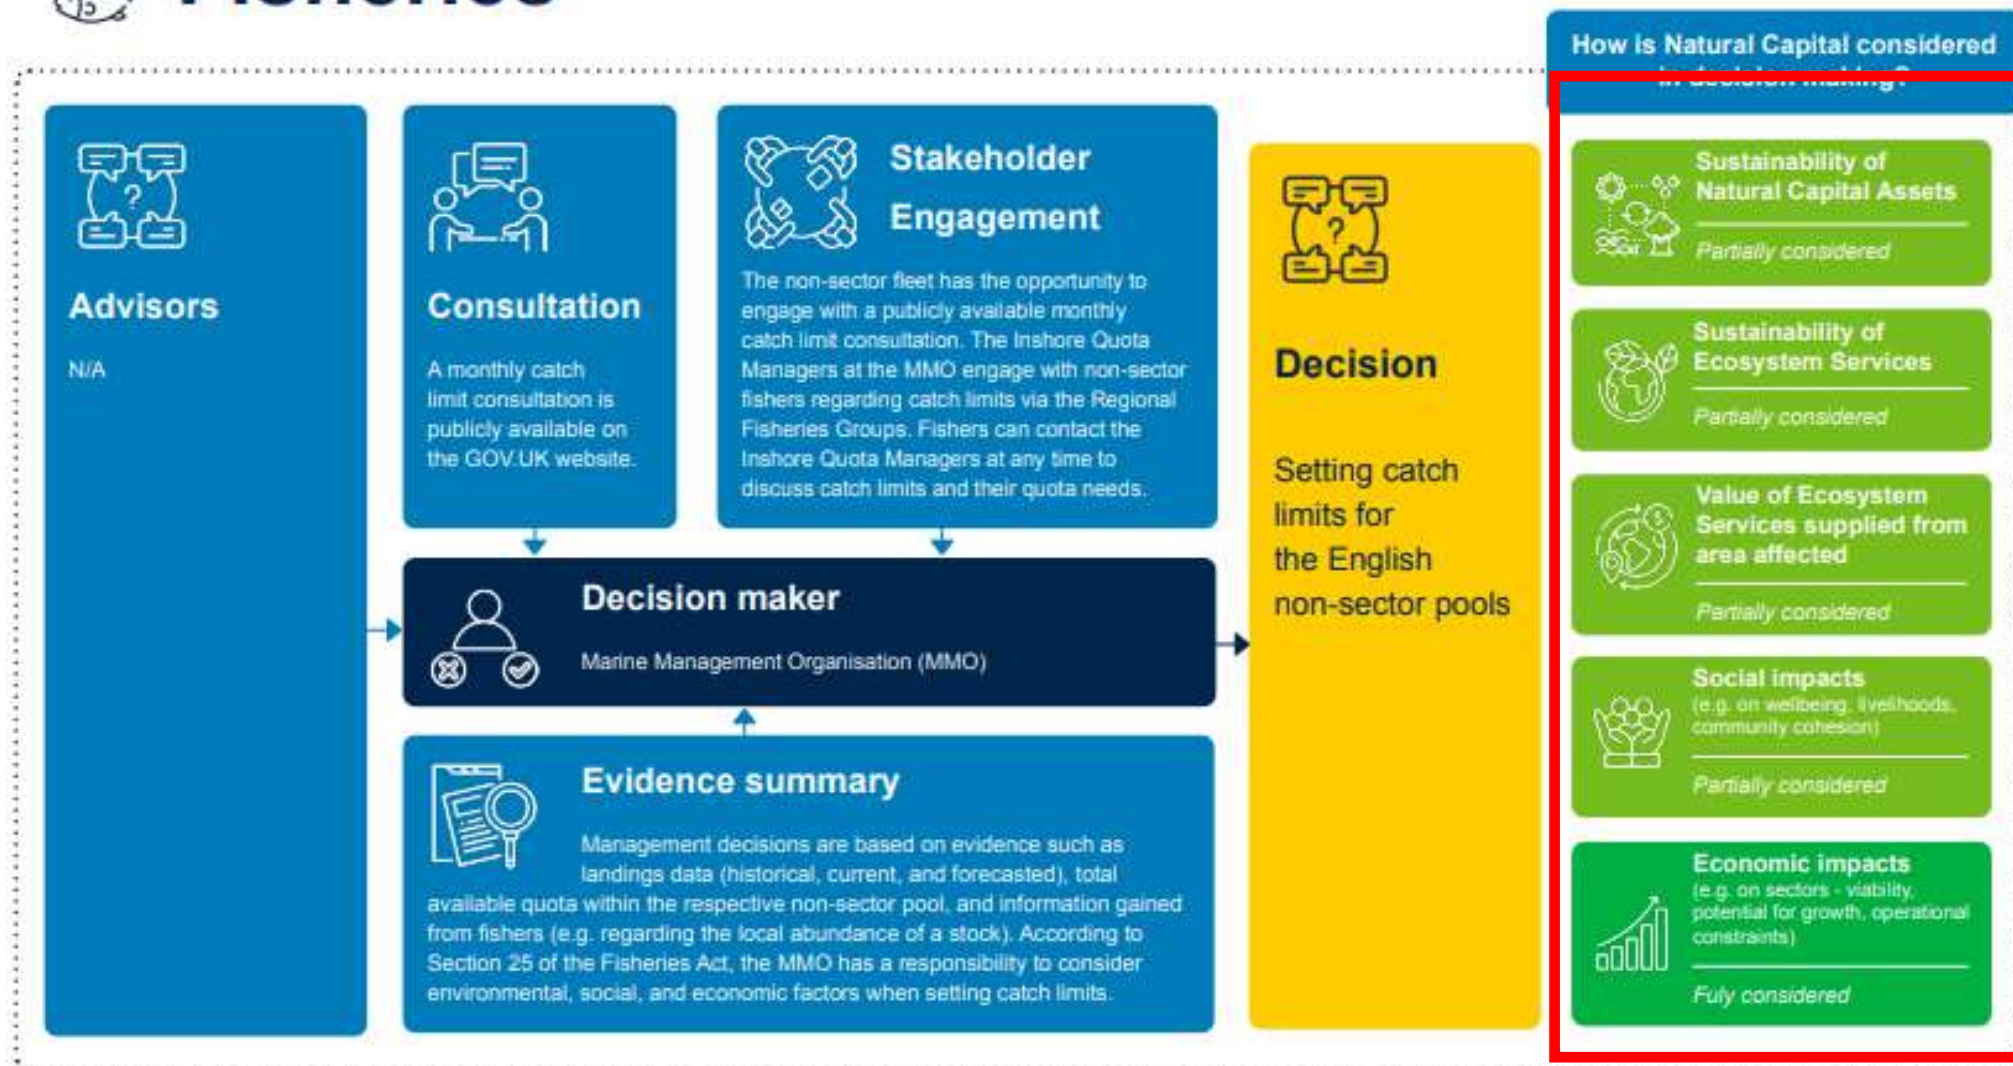 How is Natural Capital considered
in decision making?
Advisors
N/A
Consultation
A monthly catch
limit consultation is
publicly available on
the GOV.UK website.
Stakeholder
Engagement
The non-sector fleet has the opportunity to
engage with a publicly available monthly
catch limit consultation. The Inshore Quota
Managers at the MMO engage with non-sector
fishers regarding catch limits via the Regional
Fisheries Groups. Fishers can contact the
Inshore Quota Managers at any time to
discuss catch limits and their quota needs.
Decision maker
Marine Management Organisation (MMO)
Evidence summary
Management decisions are based on evidence such as
landings data (historical, current, and forecasted), total
available quota within the respective non-sector pool, and information gained
from fishers (e.g. regarding the local abundance of a stock). According to
Section 25 of the Fisheries Act, the MMO has a responsibility to consider
environmental, social, and economic factors when setting catch limits.
Decision
Setting catch
limits for
the English
non-sector pools
Sustainability of
Natural Capital Assets
Partially considered
Sustainability of
Ecosystem Services
Partially considered
Value of Ecosystem
Services supplied from
area affected
Partially considered
Social impacts
(e.g. on wellbeing, livelihoods,
community cohesion)
Partially considered
Economic impacts
(e.g. on sectors - viability,
potential for growth, operational
constraints)
Fuly considered